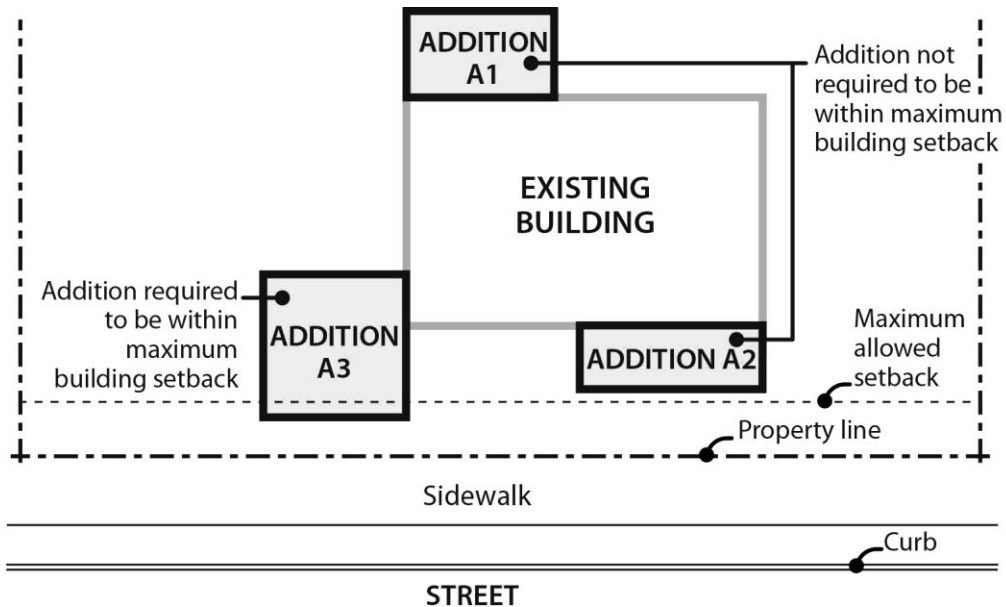 ADDITION
A1
Addition not
required to be
within maximum
building setback
EXISTING
BUILDING
Addition required
to be within
maximum
building setback
ADDITION
A3
ADDITION A2
Maximum
allowed
setback
Property line
Sidewalk
Curb
STREET